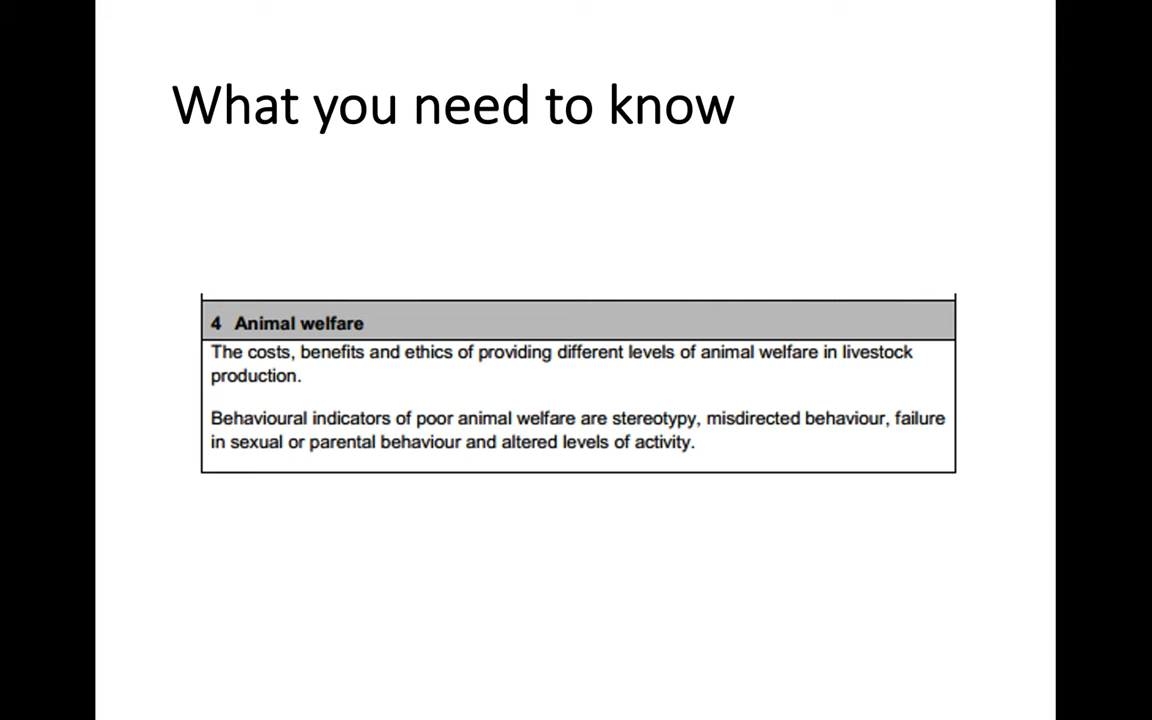 What you need to know
4 Animal welfare
The costs, benefits and ethics of providing different levels of animal welfare in livestock
production.
Behavioural indicators of poor animal welfare are stereotypy, misdirected behaviour, failure
in sexual or parental behaviour and altered levels of activity.